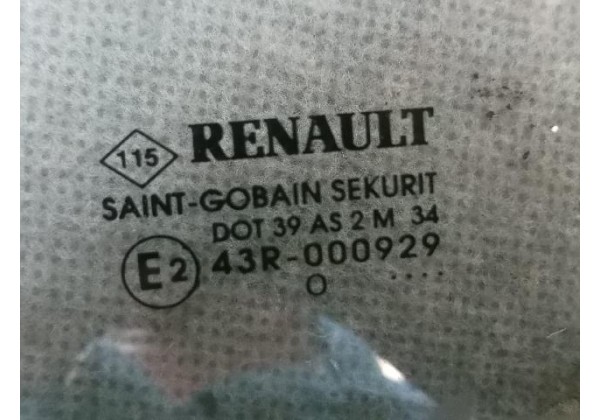 115 RENAULT
SAINT-GOBAIN SEKURIT
DOT 39 AS 2 M 34
E2 43R-000929
O ....